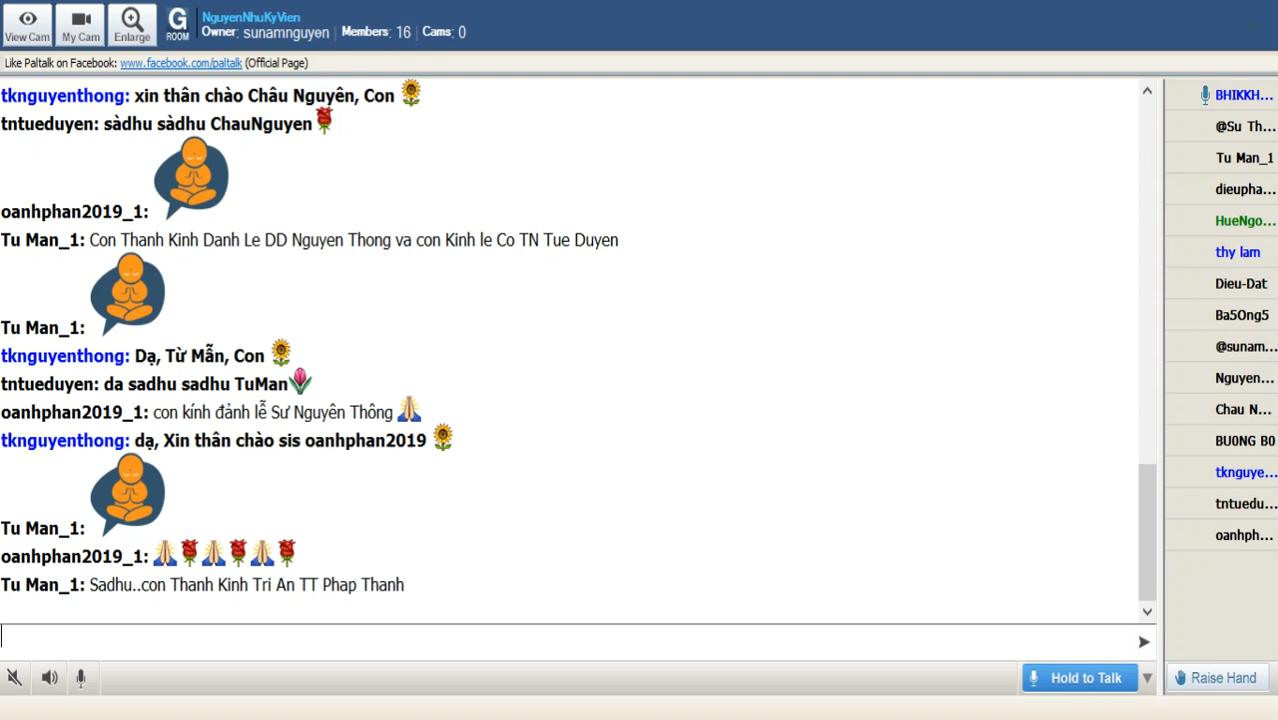 View Cam
My Cam
Enlarge
G
ROOM
NguyenNhuKyVien
Owner: sunamnguyen Members: 16 Cams: 0
Like Paltalk on Facebook: www.facebook.com/paltalk (Official Page)
tknguyenthong: xin thân chào Châu Nguyên, Con
tntueduyen: sàdhu sàdhu ChauNguyen
oanhphan2019_1:
Tu Man_1: Con Thanh Kinh Danh Le DD Nguyen Thong va con Kinh le Co TN Tue Duyen
Tu Man_1:
tknguyenthong: Dạ, Từ Mẫn, Con
tntueduyen: da sadhu sadhu TuMan
oanhphan2019_1: con kính đảnh lễ Sư Nguyên Thông
tknguyenthong: dạ, Xin thân chào sis oanhphan2019
Tu Man_1:
oanhphan2019_1:
Tu Man_1: Sadhu..con Thanh Kinh Tri An TT Phap Thanh
BHIKKH...
@Su Th...
Tu Man_1
dieupha...
HueNgo...
thy lam
Dieu-Dat
Ba5Ong5
@sunam...
Nguyen...
Chau N...
BU0NG B0
tknguye...
tntuedu...
oanhph...
Hold to Talk
Raise Hand